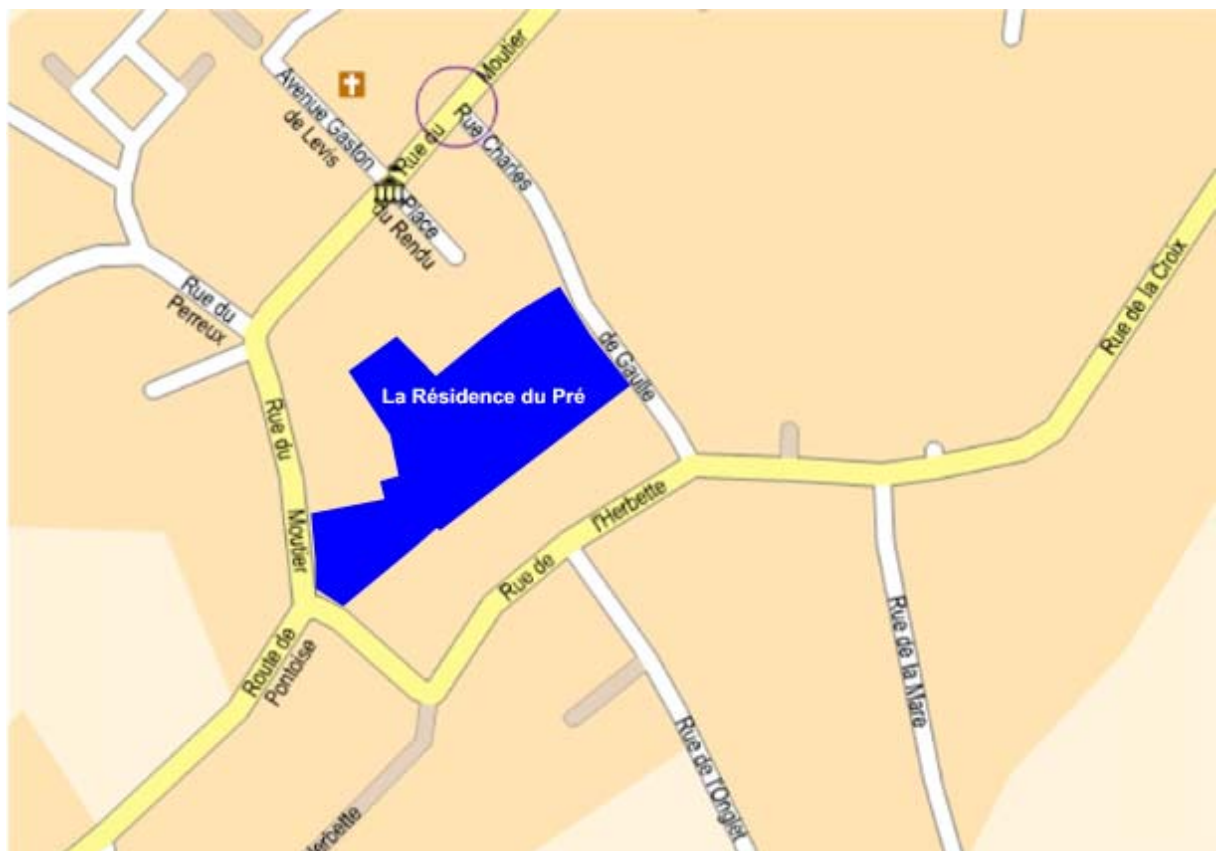 Moutier
Rue du
Avenue Gaston
de Levis
Rue Charles
Place
du Rendu
Rue du
Perreux
de Gaulle
Rue de la Croix
La Résidence du Pré
Rue du
Moutier
l'Herbette
Rue de
Route de
Pontoise
Rue de la Mare
Rue de l'Onglet
Herbette